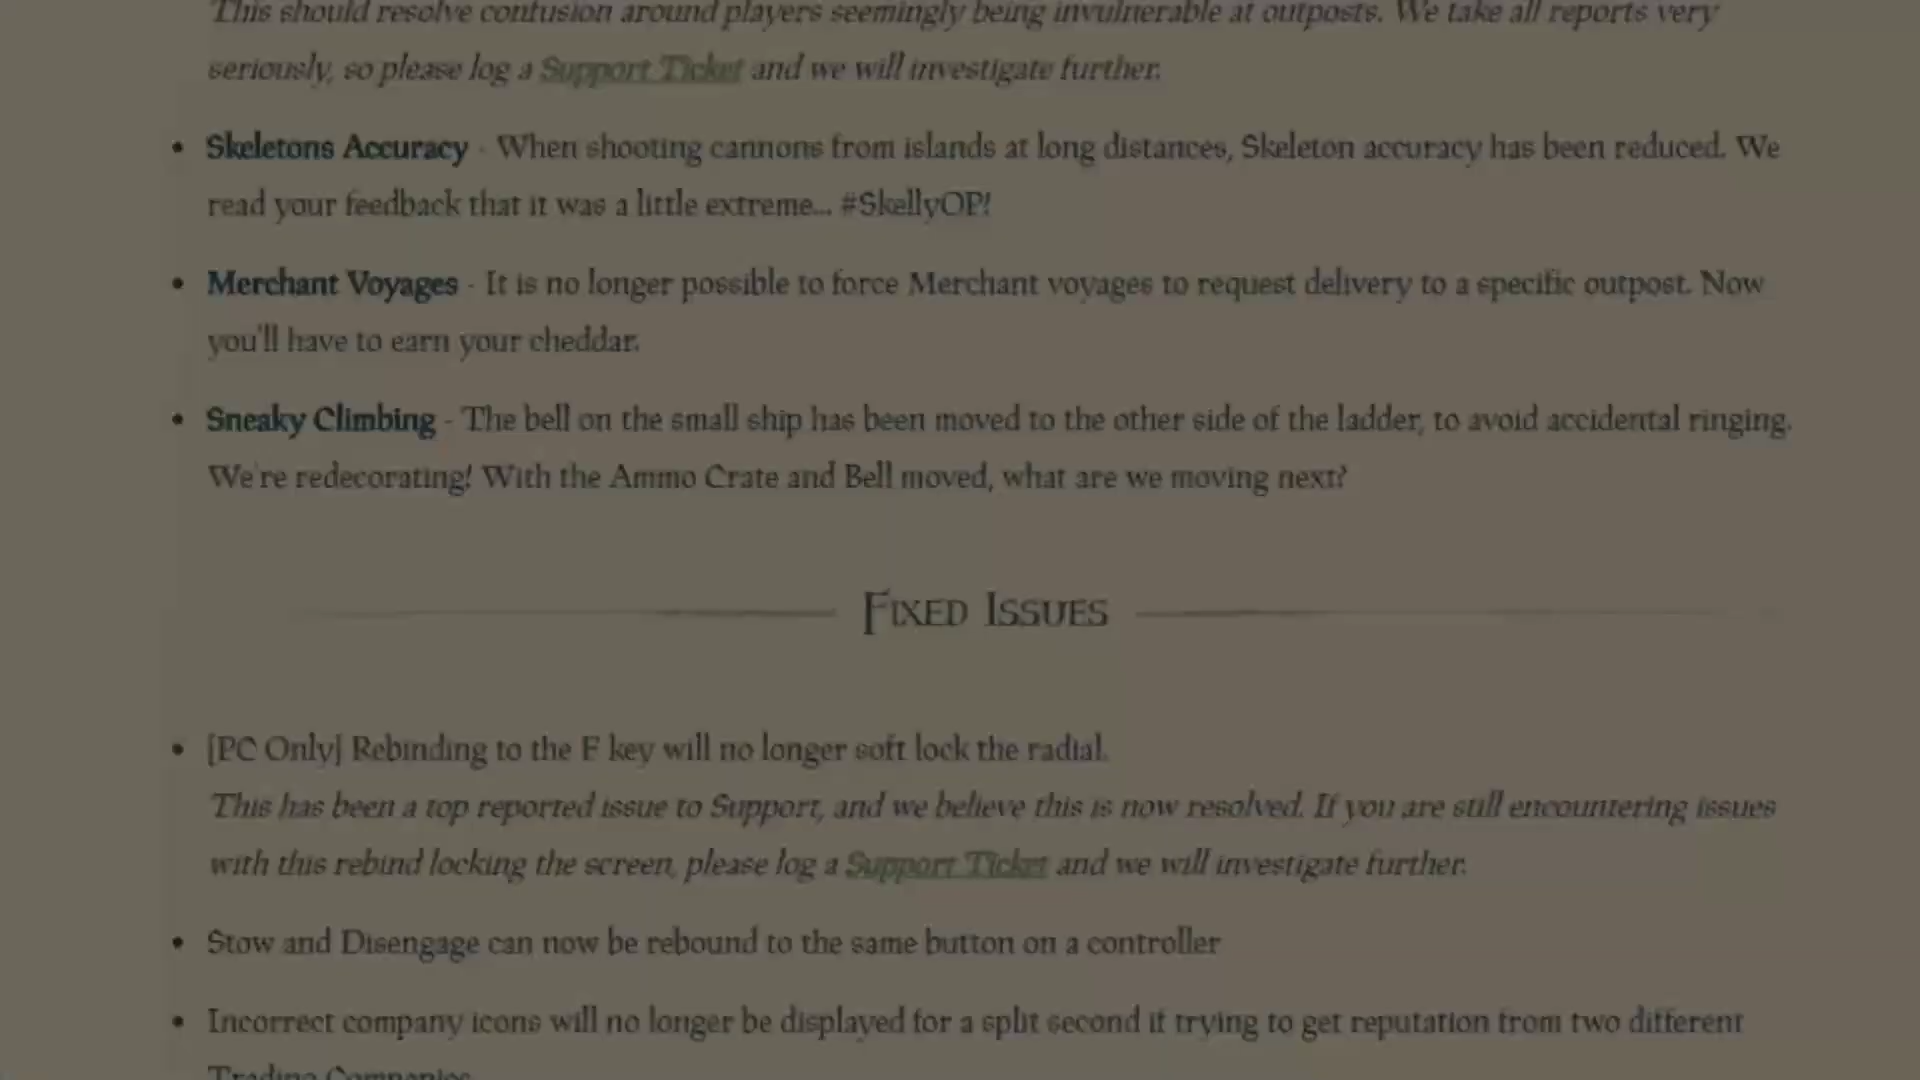 This should resolve confusion around players seemingly being invulnerable at outposts. We take all reports very
seriously, so please log a Support Ticket and we will investigate further.
• Skeletons Accuracy - When shooting cannons from islands at long distances, Skeleton accuracy has been reduced. We
read your feedback that it was a little extreme... #SkellyOP!
• Merchant Voyages - It is no longer possible to force Merchant voyages to request delivery to a specific outpost. Now
you'll have to earn your cheddar.
• Sneaky Climbing - The bell on the small ship has been moved to the other side of the ladder, to avoid accidental ringing.
We're redecorating! With the Ammo Crate and Bell moved, what are we moving next?
Fixed Issues
• [PC Only] Rebinding to the F key will no longer soft lock the radial.
This has been a top reported issue to Support, and we believe this is now resolved. If you are still encountering issues
with this rebind locking the screen, please log a Support Ticket and we will investigate further.
• Stow and Disengage can now be rebound to the same button on a controller
• Incorrect company icons will no longer be displayed for a split second if trying to get reputation from two different
Trading Companies